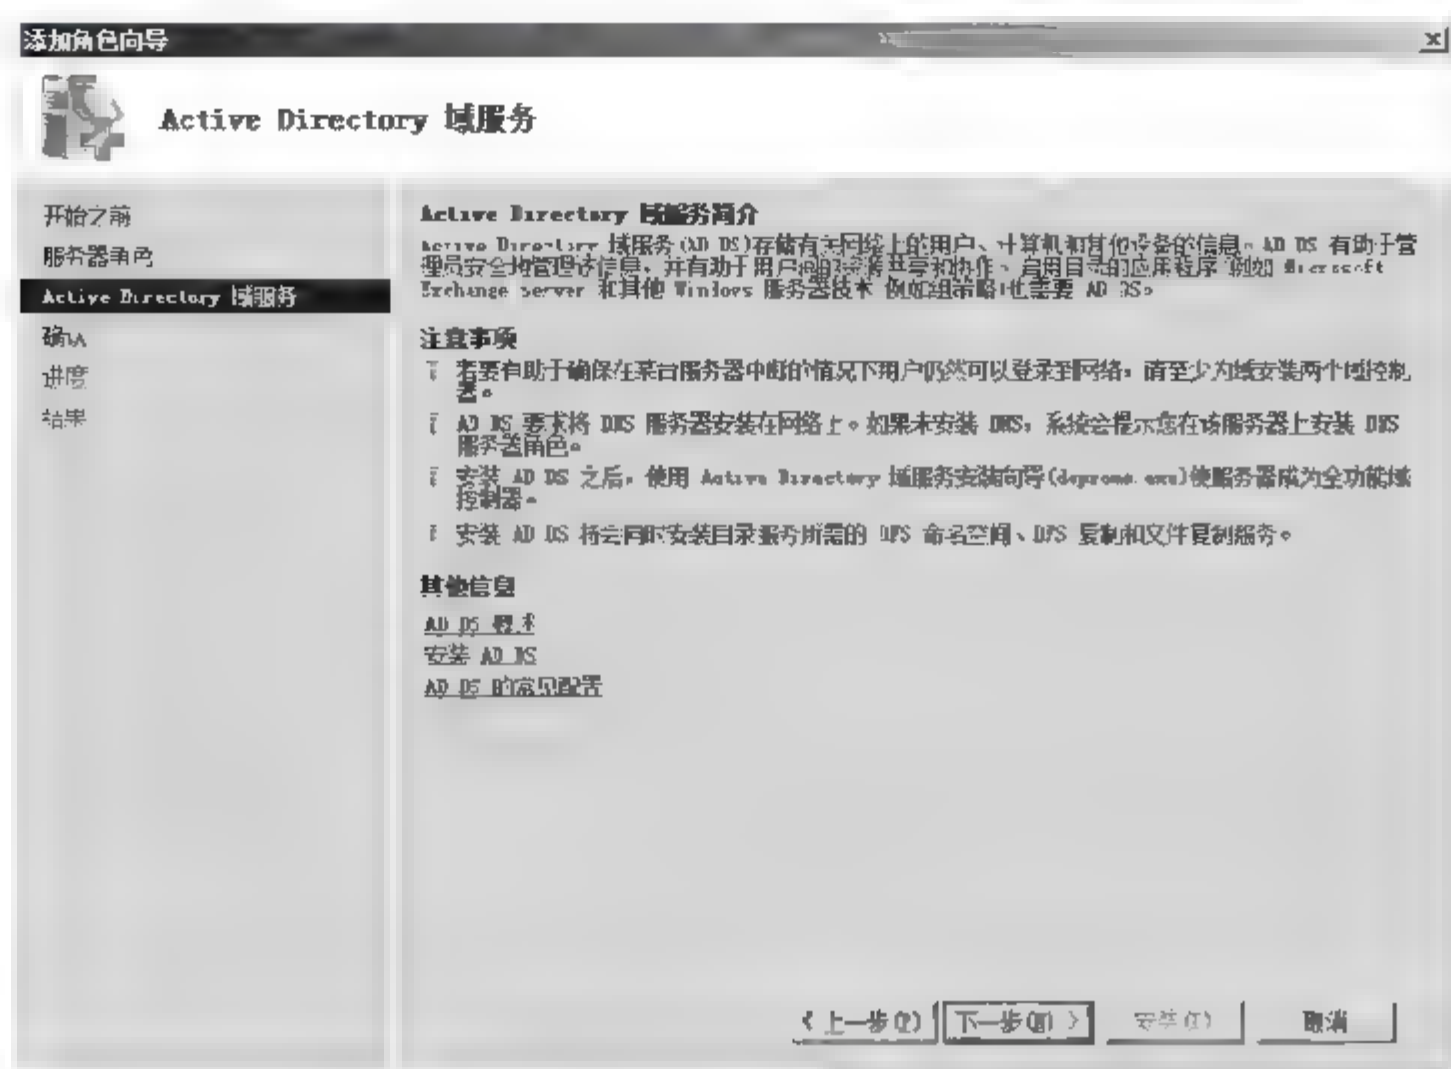 添加角色向导
Active Directory 域服务
开始之前
服务器角色
Active Directory 域服务
确认
进度
结果
Active Directory 域服务简介
Active Directory 域服务(AD DS)存储有关网络上的用户、计算机和其他设备的信息。AD DS 有助于管
理员安全地管理该信息，并有助于用户间的资源共享和协作。启用目录的应用程序(例如 Microsoft
Exchange Server)和其他 Windows 服务器技术(例如组策略)也需要 AD DS。
注意事项
若要有助于确保在某台服务器中断的情况下用户仍然可以登录到网络，请至少为域安装两个域控制
器。
AD DS 要求将 DNS 服务器安装在网络上。如果未安装 DNS，系统会提示您在该服务器上安装 DNS
服务器角色。
安装 AD DS 之后，使用 Active Directory 域服务安装向导(dcpromo.exe)使服务器成为全功能域
控制器。
安装 AD DS 将会同时安装目录服务所需的 DFS 命名空间、DFS 复制和文件复制服务。
其他信息
AD DS 概述
安装 AD DS
AD DS 的常见配置
< 上一步(P)
下一步(N) >
安装(I)
取消